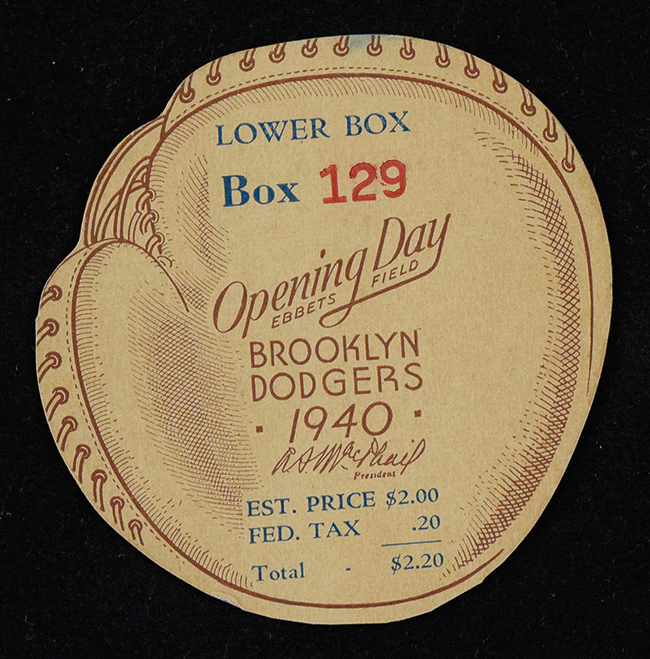 LOWER BOX
Box 129
Opening Day
EBBETS FIELD
BROOKLYN
DODGERS
· 1940 ·
L S MacPhail
President
EST. PRICE $2.00
FED. TAX .20
Total - $2.20